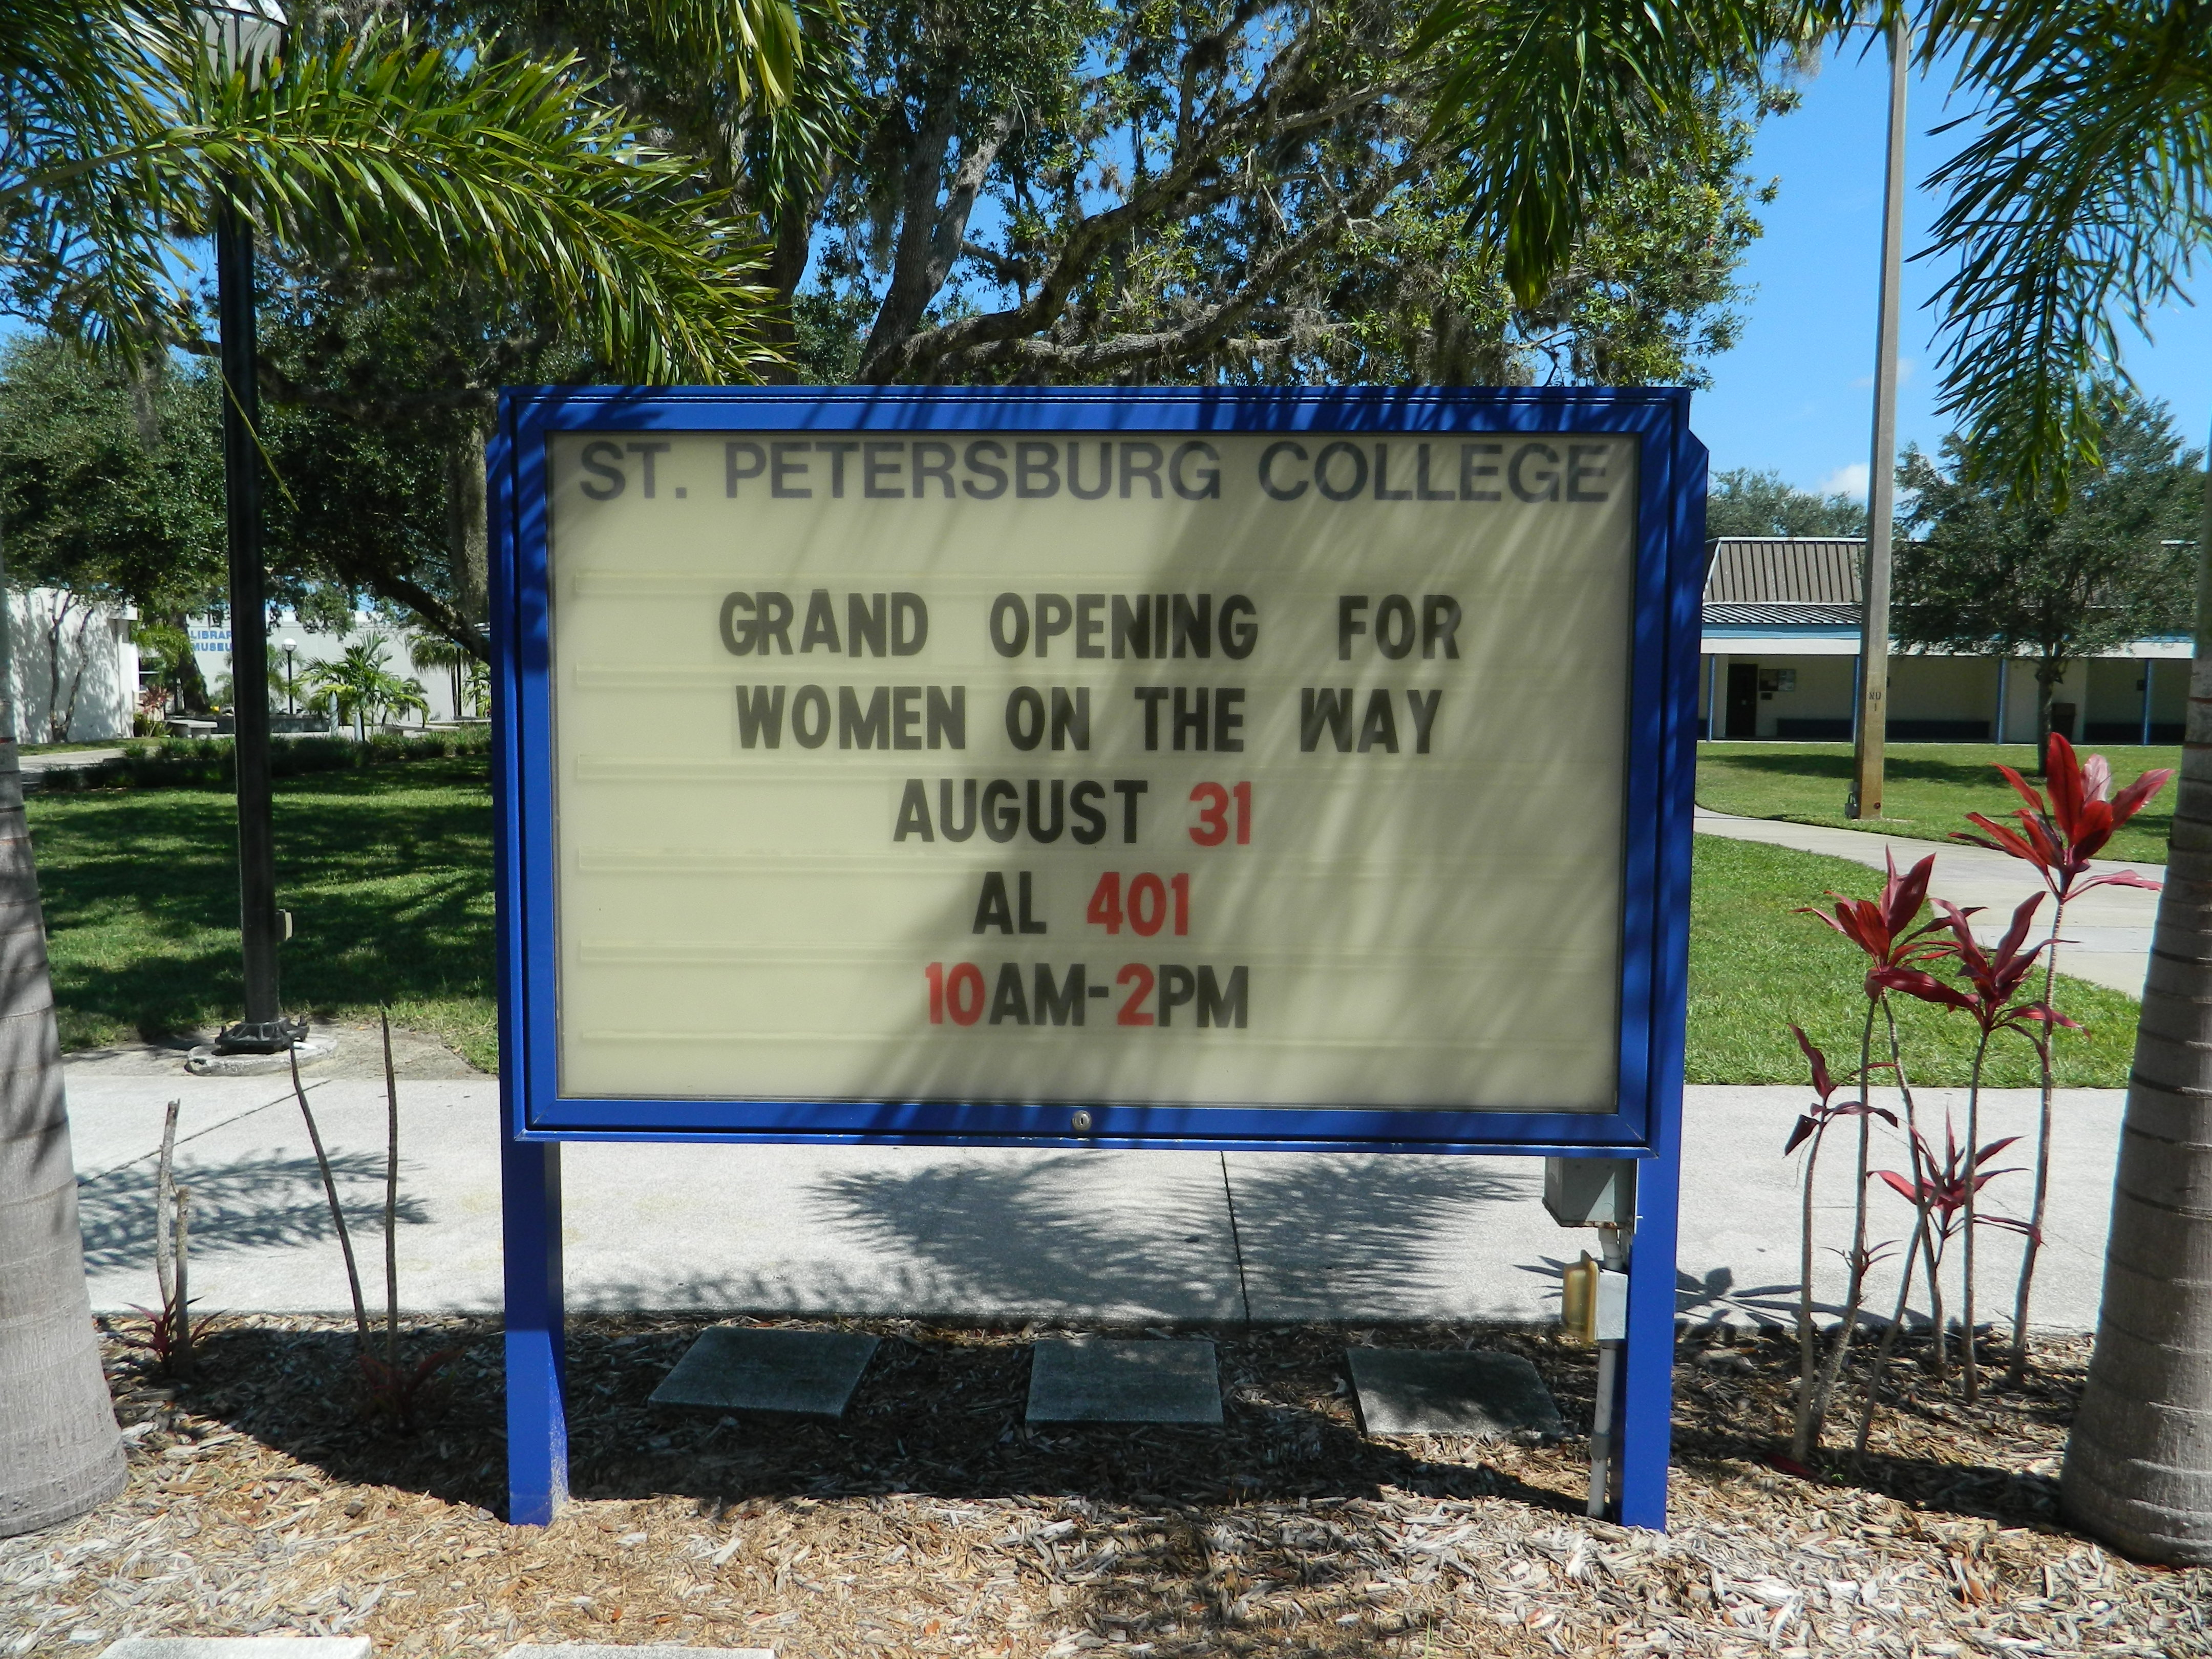 ST. PETERSBURG COLLEGE
GRAND OPENING FOR
WOMEN ON THE WAY
AUGUST 31
AL 401
10AM-2PM